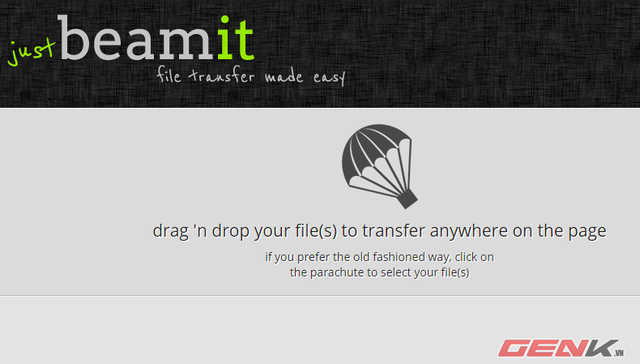 just beamit
file transfer made easy
drag 'n drop your file(s) to transfer anywhere on the page
if you prefer the old fashioned way, click on
the parachute to select your file(s)
GENK.VN